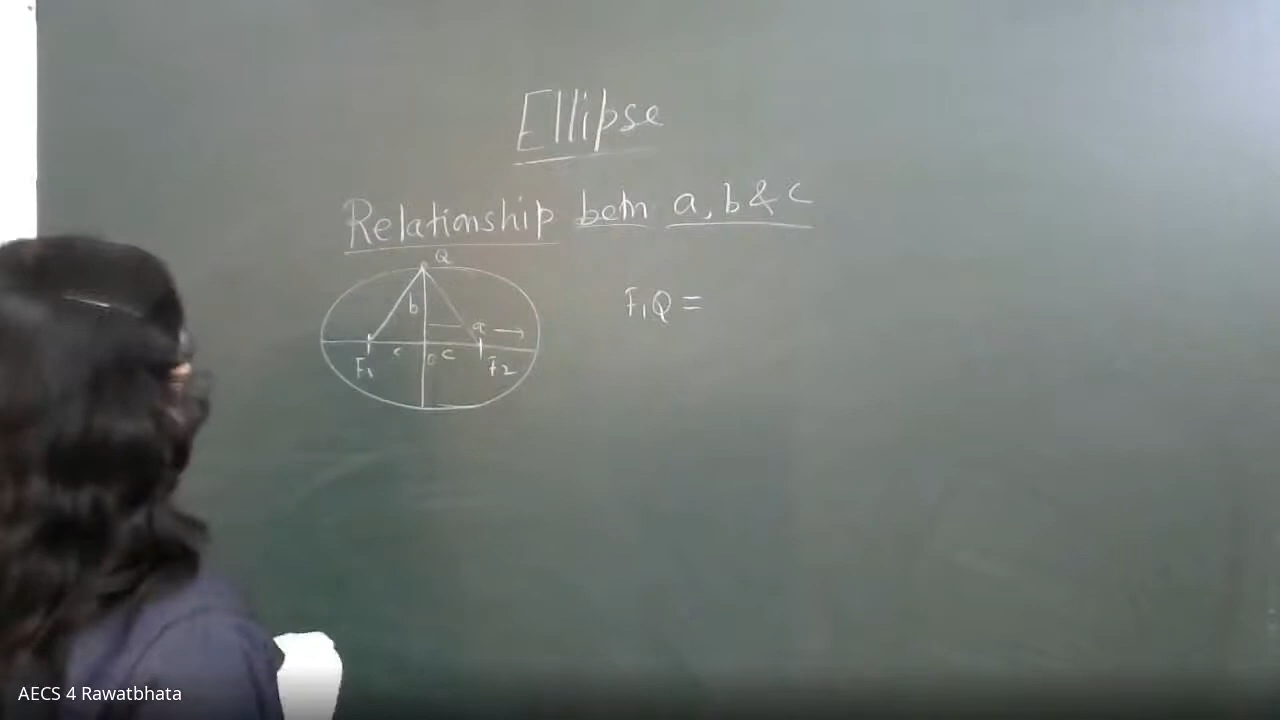 Ellipse
Relationship betn a, b & c
Q
b
a
c
o c
F1
F2
F1Q =
AECS 4 Rawatbhata